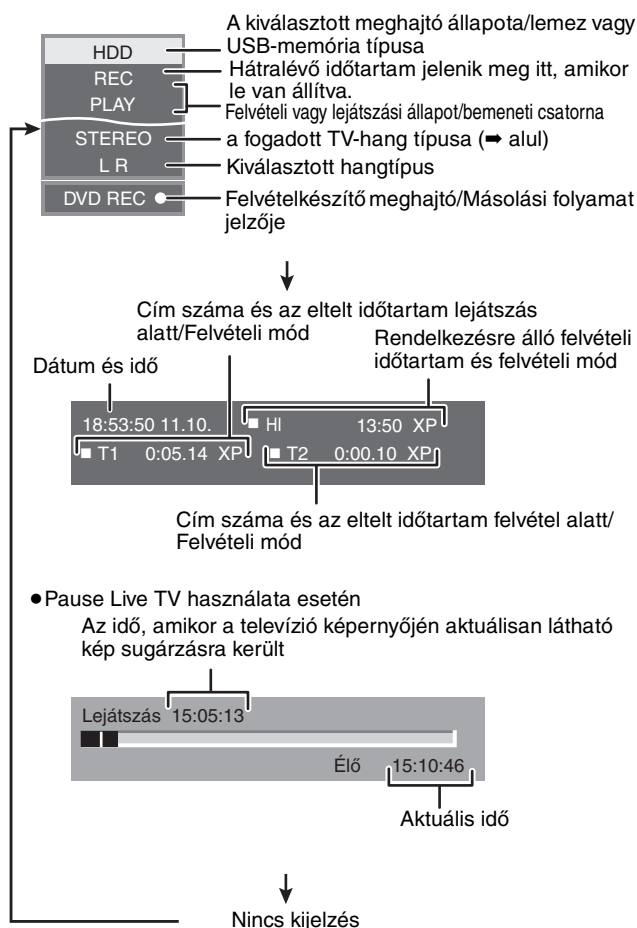 HDD
REC
PLAY
STEREO
L R
DVD REC
A kiválasztott meghajtó állapota/lemez vagy
USB-memória típusa
Hátralévő időtartam jelenik meg itt, amikor
le van állítva.
Felvételi vagy lejátszási állapot/bemeneti csatorna
a fogadott TV-hang típusa (➡ alul)
Kiválasztott hangtípus
Felvételkészítő meghajtó/Másolási folyamat
jelzője
Cím száma és az eltelt időtartam lejátszás
alatt/Felvételi mód
Rendelkezésre álló felvételi
időtartam és felvételi mód
Dátum és idő
18:53:50 11.10. ■ HI 13:50 XP
■ T1 0:05.14 XP ■ T2 0:00.10 XP
Cím száma és az eltelt időtartam felvétel alatt/
Felvételi mód
●Pause Live TV használata esetén
Az idő, amikor a televízió képernyőjén aktuálisan látható
kép sugárzásra került
Lejátszás 15:05:13
Élő 15:10:46
Aktuális idő
Nincs kijelzés